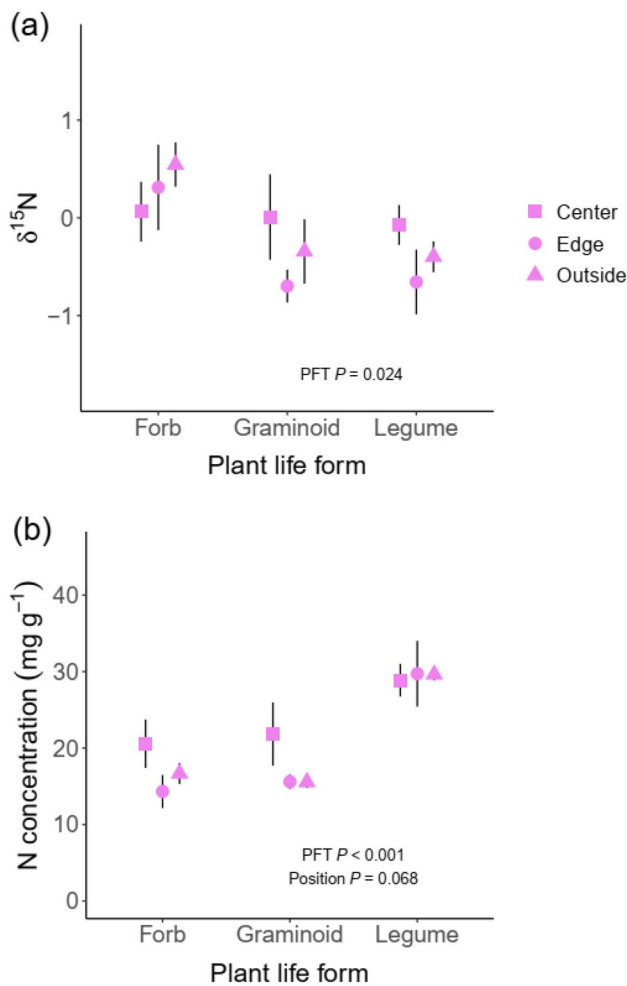 (a)
δ¹⁵N
1
0
−1
Center
Edge
Outside
PFT P = 0.024
Forb Graminoid Legume
Plant life form
(b)
N concentration (mg g⁻¹)
40
30
20
10
0
PFT P < 0.001
Position P = 0.068
Forb Graminoid Legume
Plant life form